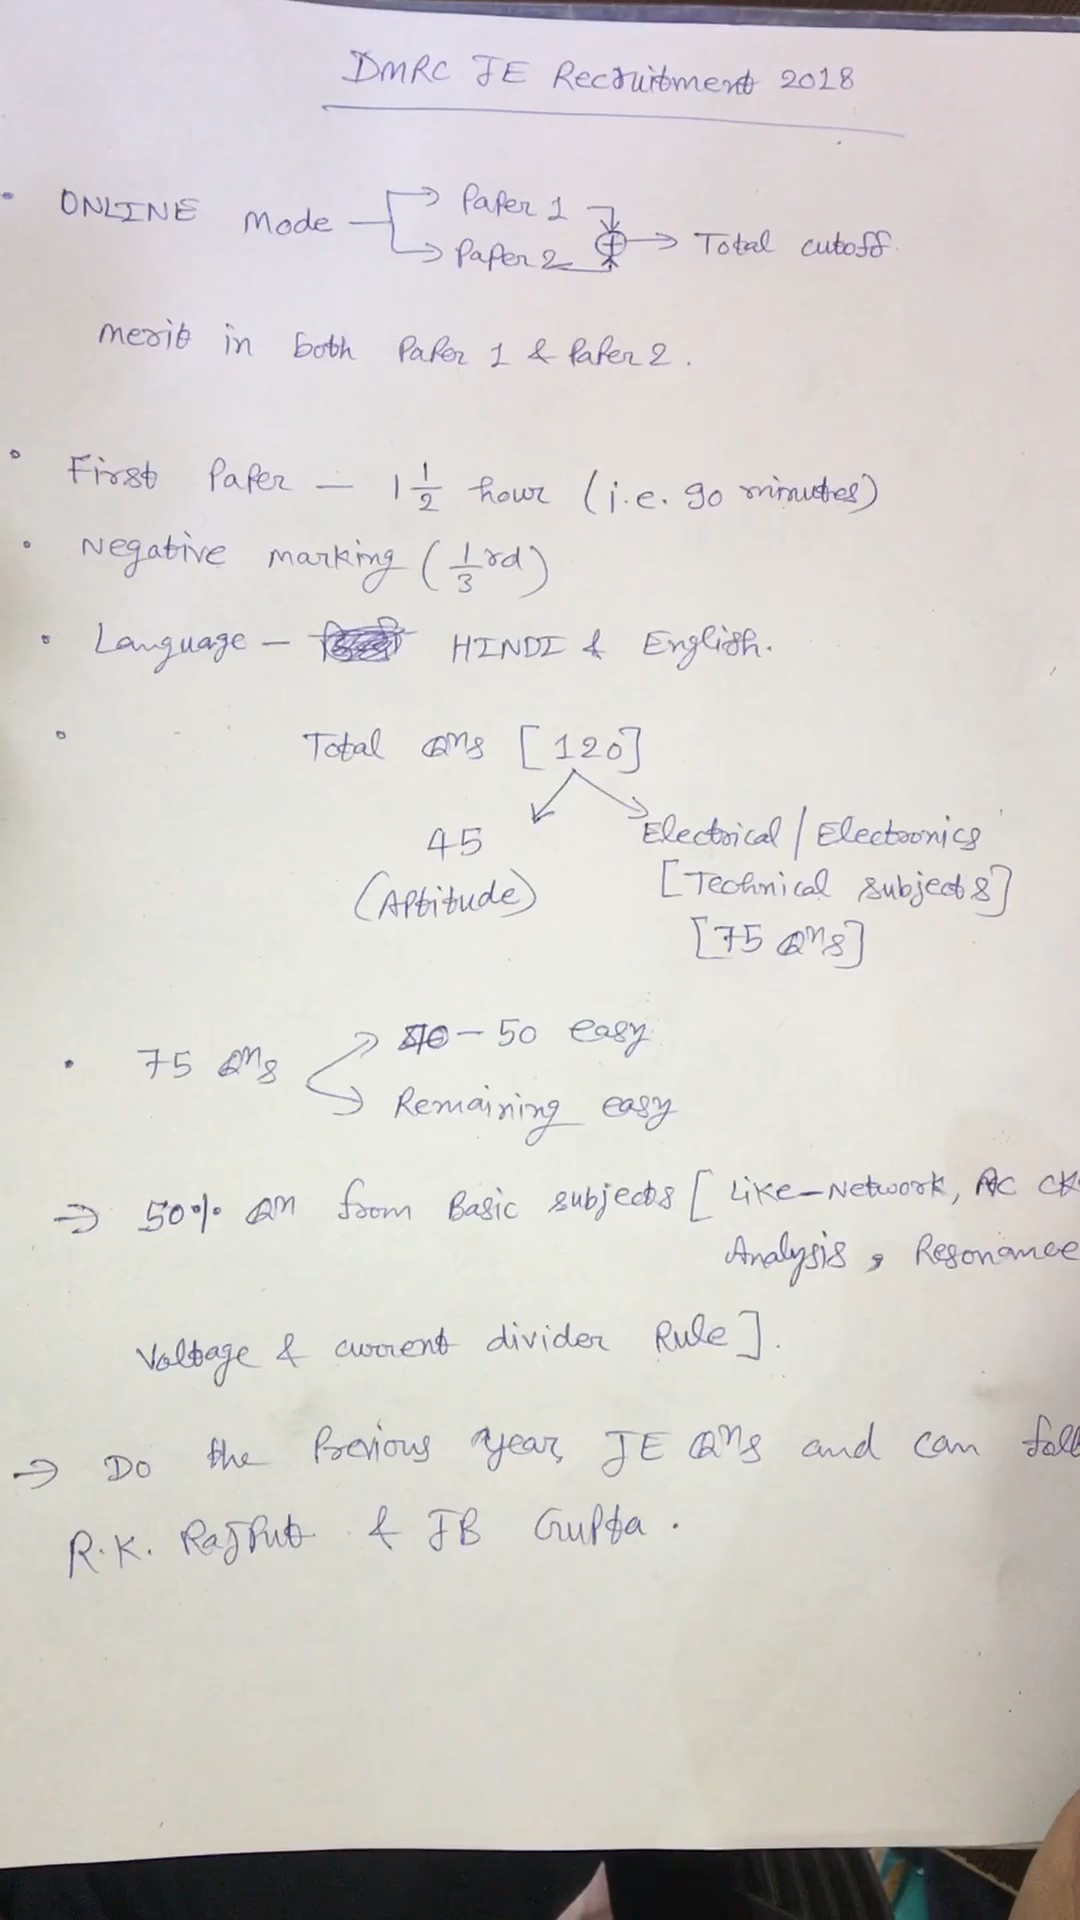 DMRC JE Recruitment 2018
• ONLINE Mode → Paper 1
→ Paper 2 + → Total cutoff.
merit in both Paper 1 & Paper 2.
• First Paper — 1 1/2 hour (i.e. 90 minutes)
• Negative marking (1/3 rd)
• Language — HINDI & English.
• Total Qns [120]
45
(Aptitude)
Electrical / Electronics
[Technical subjects]
[75 Qns]
• 75 Qns → 40 – 50 easy
→ Remaining easy
⇒ 50% Qn from Basic subjects [Like–Network, AC CK
Analysis, Resonance
Voltage & current divider Rule].
⇒ Do the Previous year JE Qns and can
R.K. Rajput & JB Gupta.